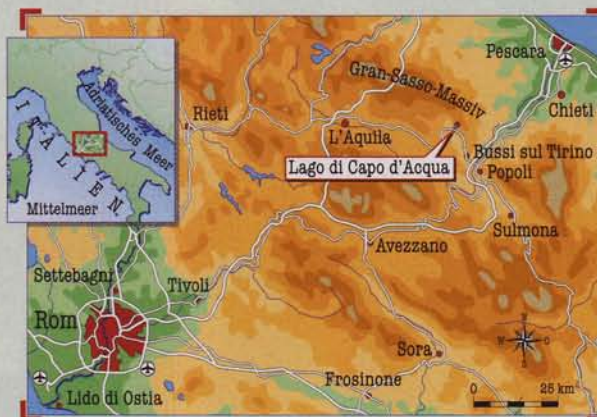 ITALIEN
Adriatisches Meer
Mittelmeer
Pescara
Chieti
Gran-Sasso-Massiv
Rieti
L'Aquila
Lago di Capo d'Acqua
Bussi sul Tirino
Popoli
Sulmona
Avezzano
Settebagni
Tivoli
Rom
Sora
Frosinone
Lido di Ostia
N
W
O
S
0
25 km